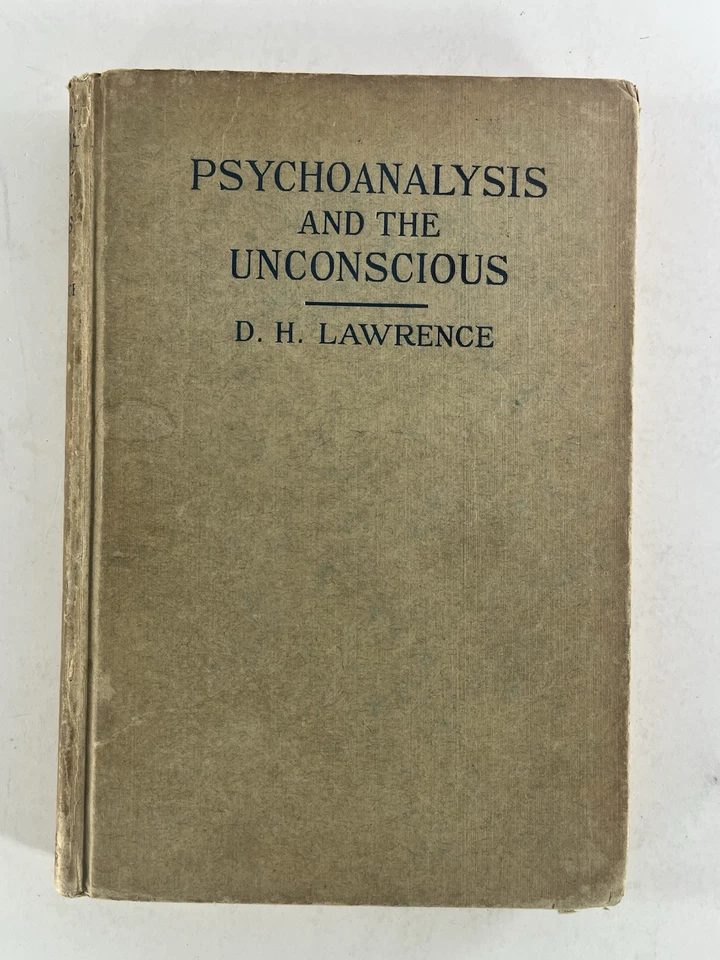 PSYCHOANALYSIS
AND THE
UNCONSCIOUS
D. H. LAWRENCE